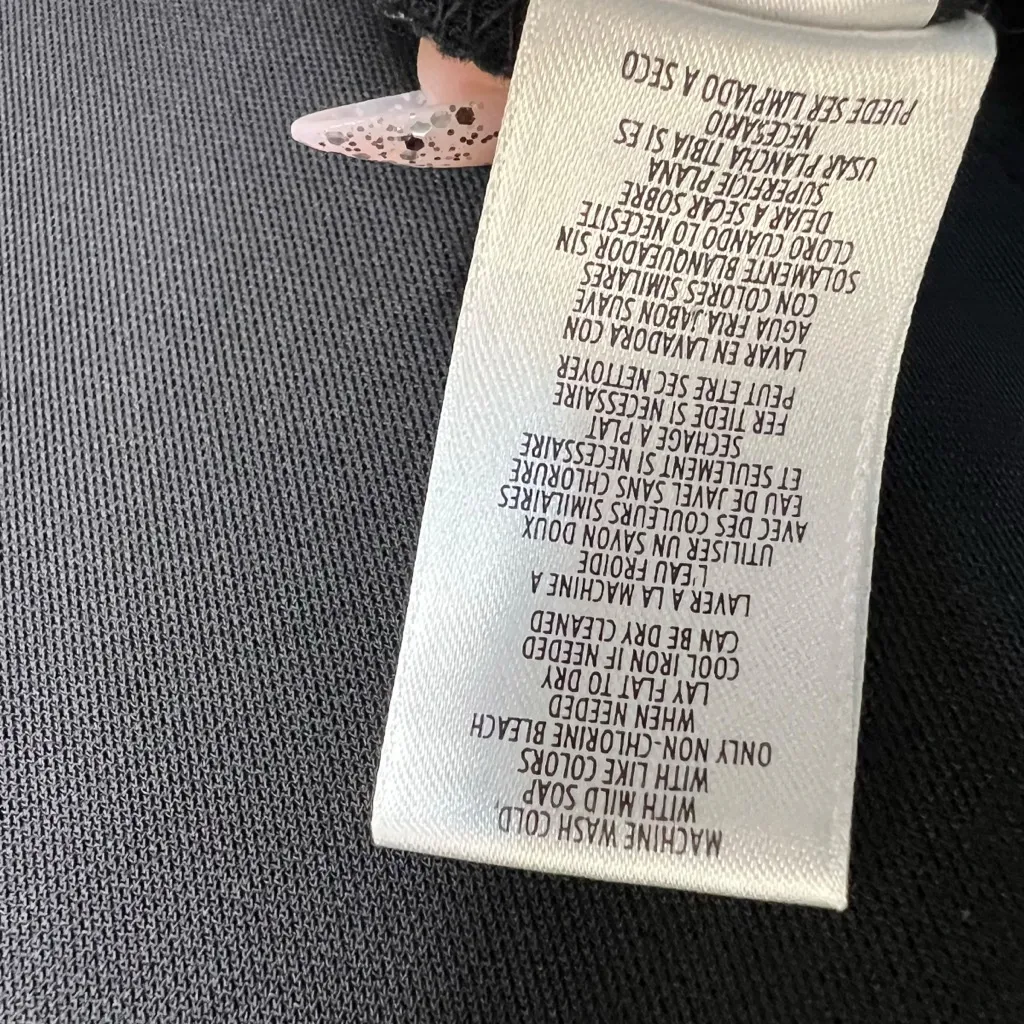 MACHINE WASH COLD,
WITH MILD SOAP
WITH LIKE COLORS
ONLY NON-CHLORINE BLEACH
WHEN NEEDED
LAY FLAT TO DRY
COOL IRON IF NEEDED
CAN BE DRY CLEANED
LAVER A LA MACHINE A
L'EAU FROIDE
UTILISER UN SAVON DOUX
AVEC DES COULEURS SIMILAIRES
EAU DE JAVEL SANS CHLORURE
ET SEULEMENT SI NECESSAIRE
SECHAGE A PLAT
FER TIEDE SI NECESSAIRE
PEUT ETRE SEC NETTOYER
LAVAR EN LAVADORA CON
AGUA FRIA JABON SUAVE
CON COLORES SIMILARES
SOLAMENTE BLANQUEADOR SIN
CLORO CUANDO LO NECESITE
DEJAR A SECAR SOBRE
SUPERFICIE PLANA
USAR PLANCHA TIBIA SI ES
NECESARIO
PUEDE SER LIMPIADO A SECO